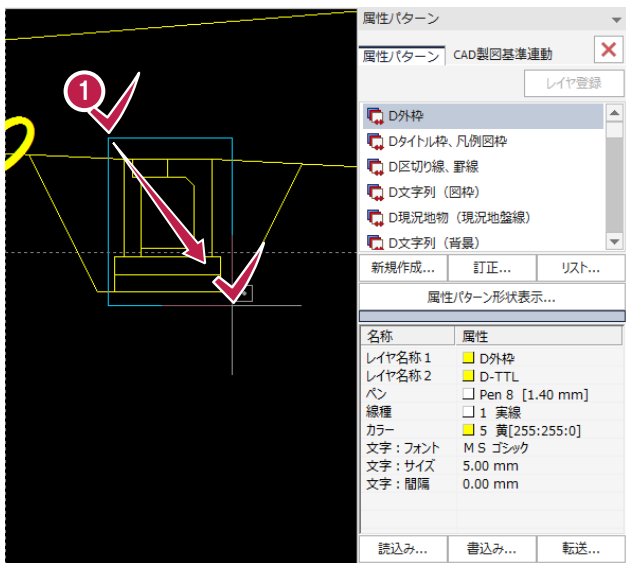 属性パターン
属性パターン CAD製図基準連動
レイヤ登録
1
D外枠
Dタイトル枠、凡例図枠
D区切り線、罫線
D文字列（図枠）
D現況地物（現況地盤線）
D文字列（背景）
新規作成... 訂正... リスト...
属性パターン形状表示...
名称 属性
レイヤ名称1 D外枠
レイヤ名称2 D-TTL
ペン Pen 8 [1.40 mm]
線種 1 実線
カラー 5 黄[255:255:0]
文字：フォント ＭＳ ゴシック
文字：サイズ 5.00 mm
文字：間隔 0.00 mm
読込み... 書込み... 転送...